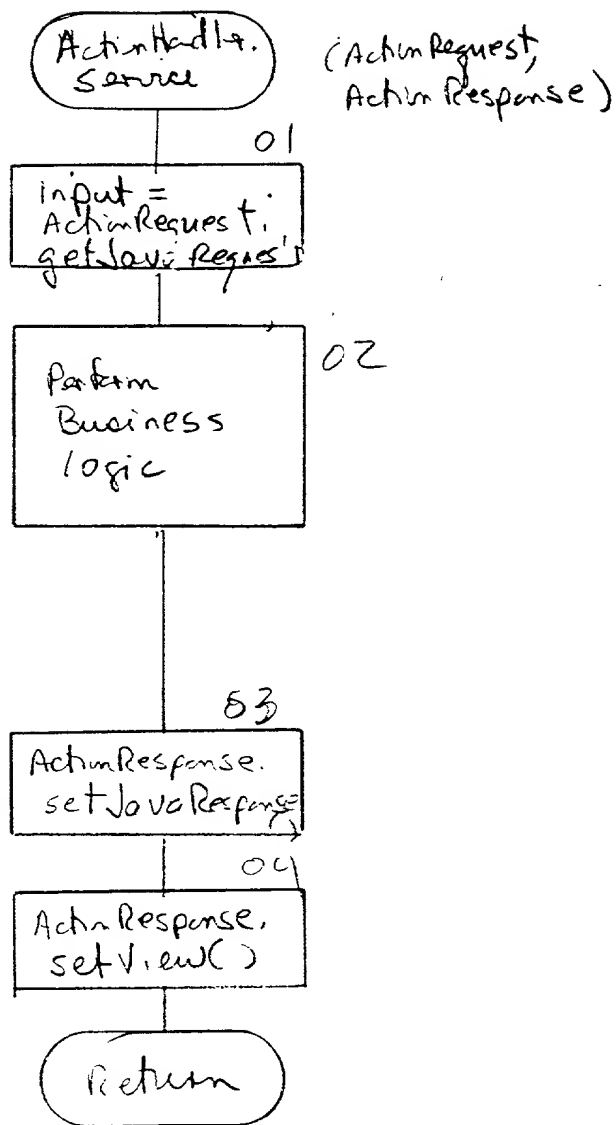 ActionHandler.
service
(ActionRequest,
ActionResponse)
01
input =
ActionRequest.
getJavaRequest
02
Perform
Business
logic
03
ActionResponse.
setJavaResponse
()
04
ActionResponse.
setView()
Return